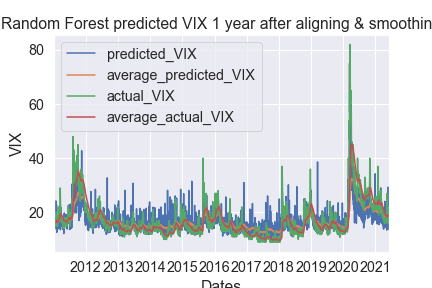 Random Forest predicted VIX 1 year after aligning & smoothin
predicted_VIX
average_predicted_VIX
actual_VIX
average_actual_VIX
80
60
40
20
VIX
2012 2013 2014 2015 2016 2017 2018 2019 2020 2021
Dates